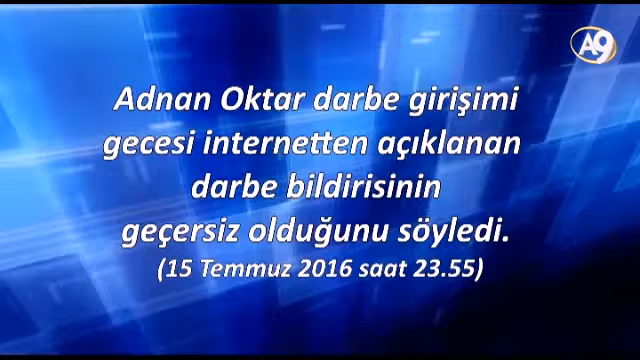 A9
Adnan Oktar darbe girişimi
gecesi internetten açıklanan
darbe bildirisinin
geçersiz olduğunu söyledi.
(15 Temmuz 2016 saat 23.55)